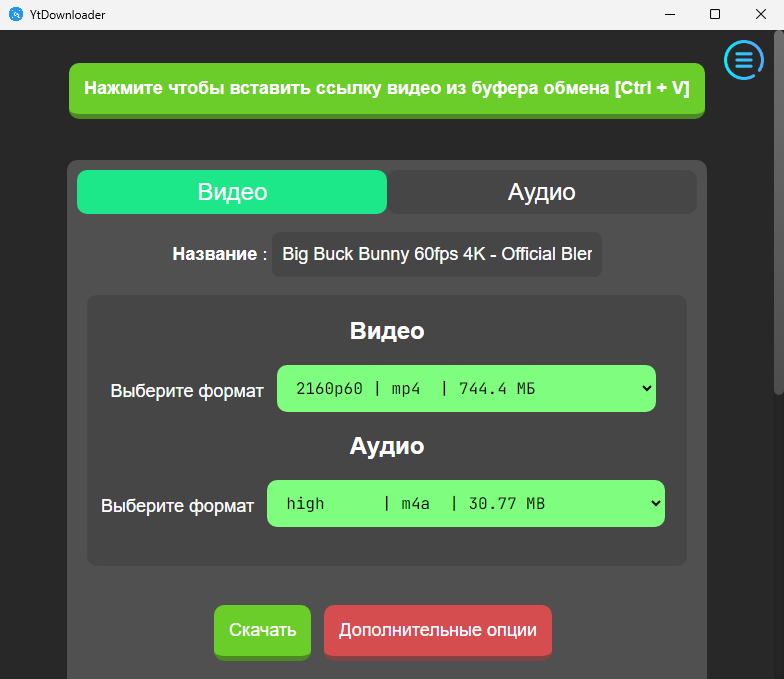 YtDownloader
Нажмите чтобы вставить ссылку видео из буфера обмена [Ctrl + V]
Видео Аудио
Название : Big Buck Bunny 60fps 4K - Official Bler
Видео
Выберите формат 2160p60 | mp4 | 744.4 МБ
Аудио
Выберите формат high | m4a | 30.77 MB
Скачать Дополнительные опции